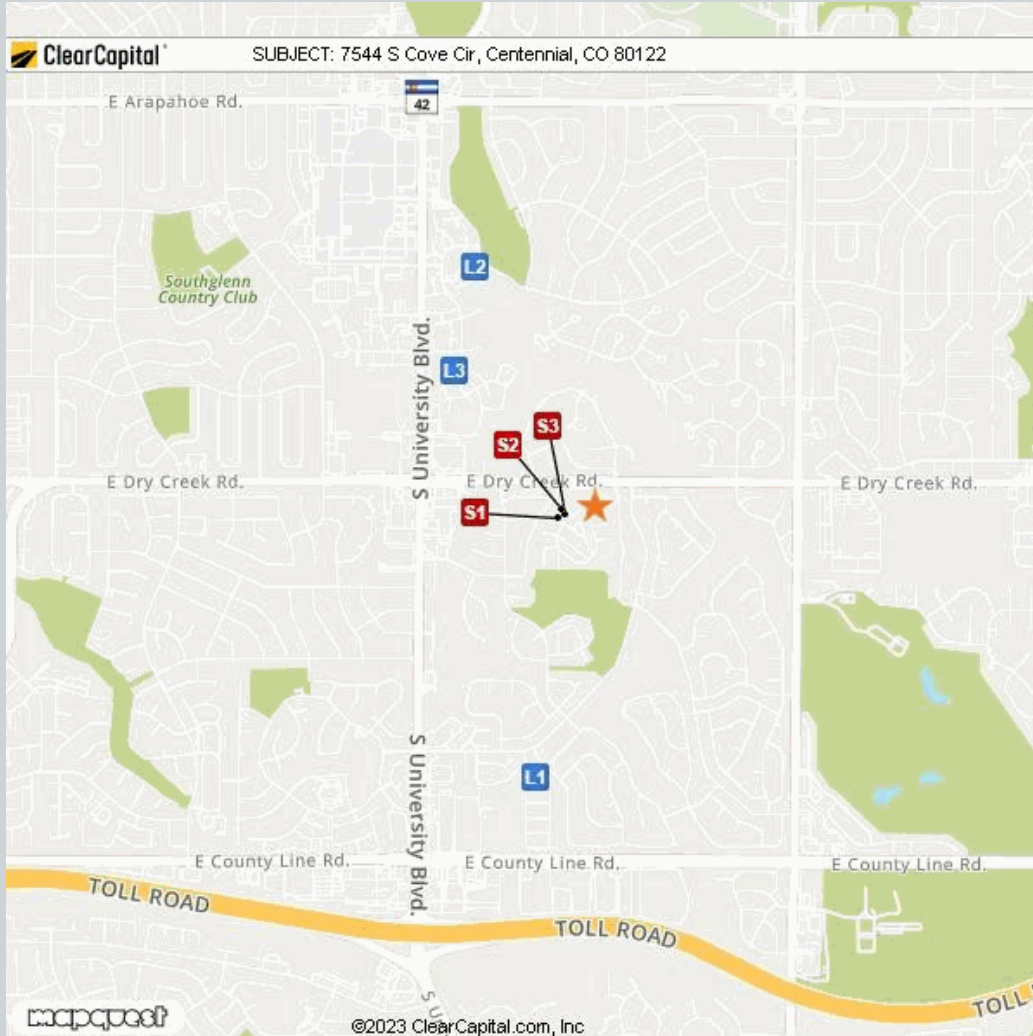 ClearCapital
SUBJECT: 7544 S Cove Cir, Centennial, CO 80122
E Arapahoe Rd.
42
L2
Southglenn
Country Club
S University Blvd.
L3
S3
S2
E Dry Creek Rd.
E Dry Creek Rd.
E Dry Creek Rd.
S1
S University Blvd.
L1
E County Line Rd.
E County Line Rd.
E County Line Rd.
TOLL ROAD
TOLL ROAD
TOLL
S U
mapquest
©2023 ClearCapital.com, Inc